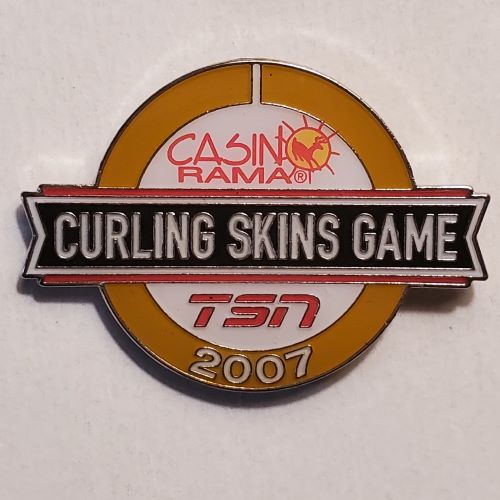 CASINO
RAMA®
CURLING SKINS GAME
TSN
2007